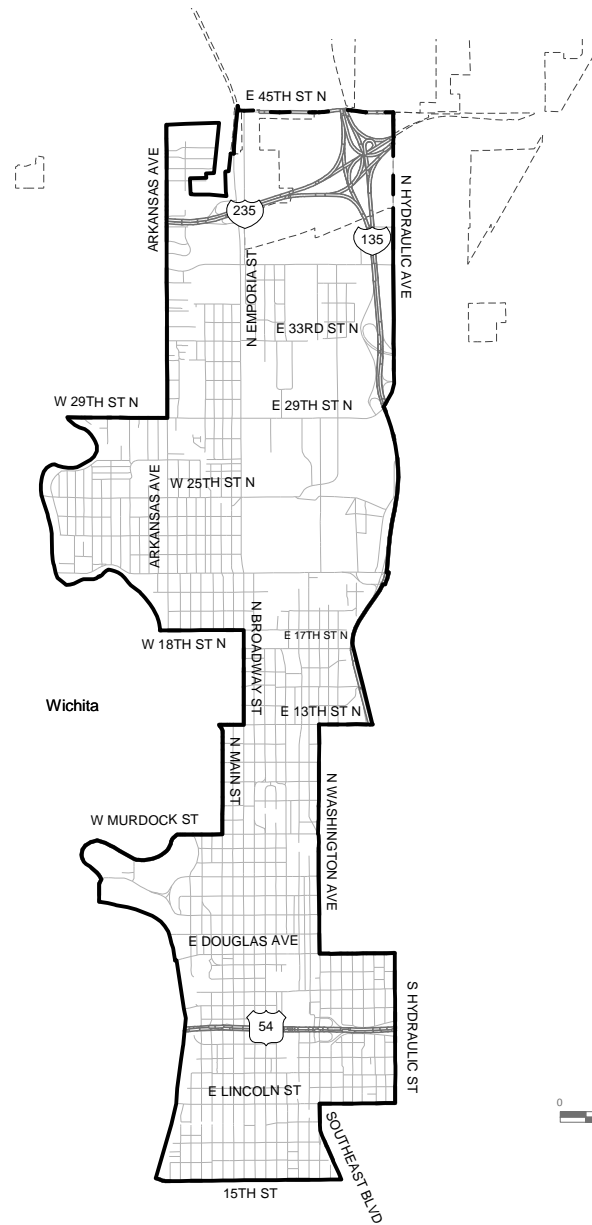 E 45TH ST N
ARKANSAS AVE
N HYDRAULIC AVE
235
135
N EMPORIA ST
E 33RD ST N
W 29TH ST N
E 29TH ST N
W 25TH ST N
ARKANSAS AVE
N BROADWAY ST
E 17TH ST N
W 18TH ST N
Wichita
E 13TH ST N
N MAIN ST
N WASHINGTON AVE
W MURDOCK ST
E DOUGLAS AVE
S HYDRAULIC ST
54
E LINCOLN ST
0
SOUTHEAST BLVD
15TH ST